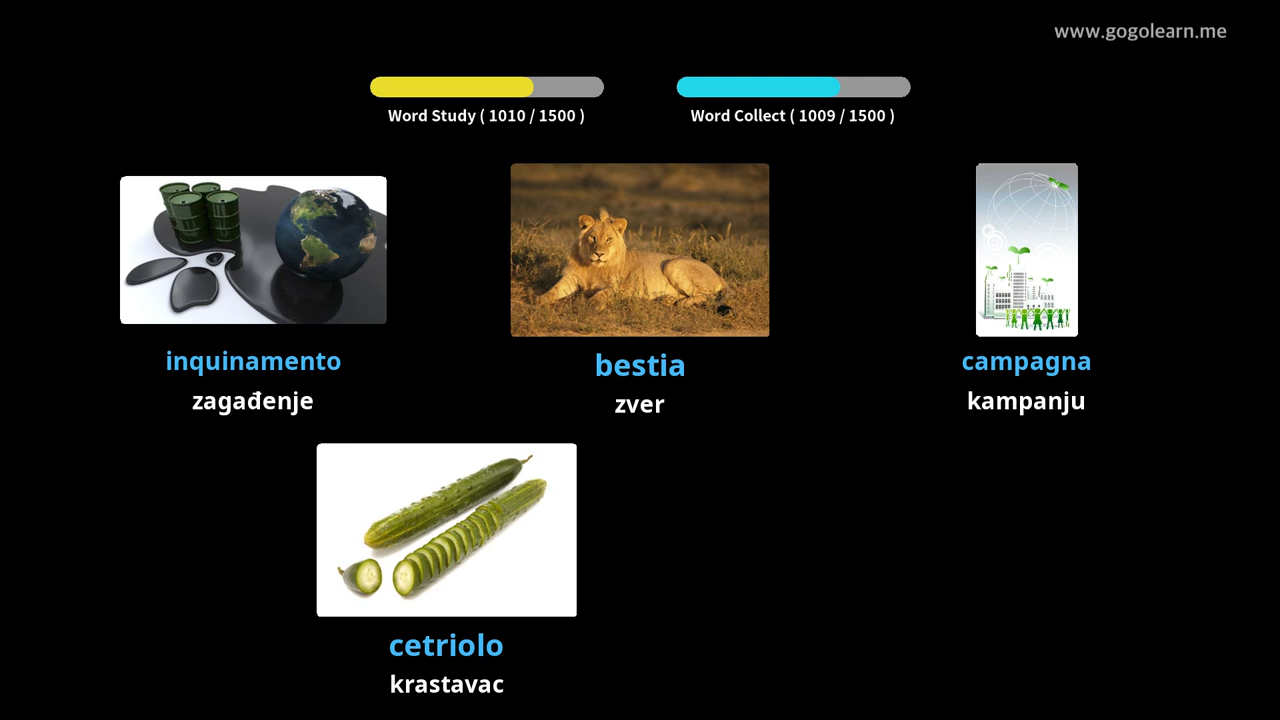 www.gogolearn.me
Word Study ( 1010 / 1500 )
Word Collect ( 1009 / 1500 )
inquinamento
zagađenje
bestia
zver
campagna
kampanju
cetriolo
krastavac